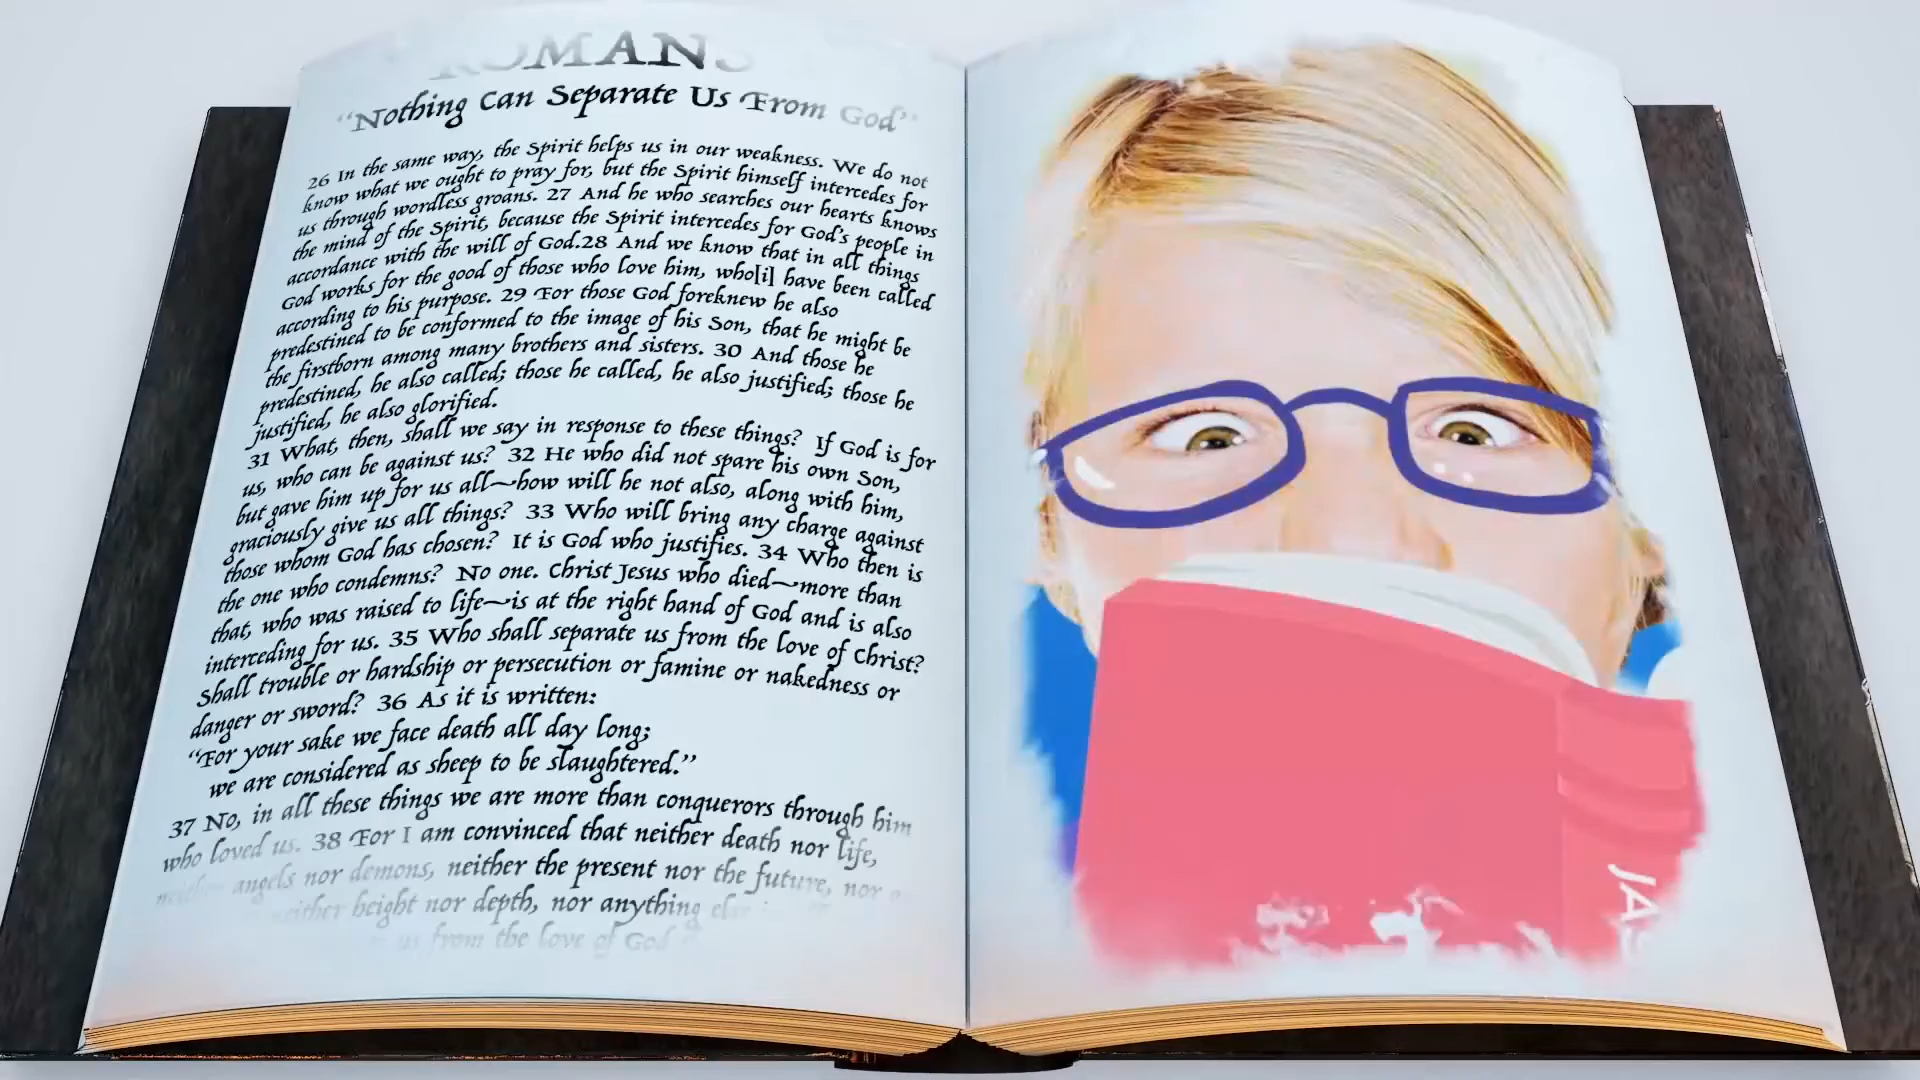 ROMANS
“Nothing Can Separate Us From God”
26 In the same way, the Spirit helps us in our weakness. We do not
know what we ought to pray for, but the Spirit himself intercedes for
us through wordless groans. 27 And he who searches our hearts knows
the mind of the Spirit, because the Spirit intercedes for God's people in
accordance with the will of God.28 And we know that in all things
God works for the good of those who love him, who[i] have been called
according to his purpose. 29 For those God foreknew he also
predestined to be conformed to the image of his Son, that he might be
the firstborn among many brothers and sisters. 30 And those he
predestined, he also called; those he called, he also justified; those he
justified, he also glorified.
31 What, then, shall we say in response to these things? If God is for
us, who can be against us? 32 He who did not spare his own Son,
but gave him up for us all—how will he not also, along with him,
graciously give us all things? 33 Who will bring any charge against
those whom God has chosen? It is God who justifies. 34 Who then is
the one who condemns? No one. Christ Jesus who died—more than
that, who was raised to life—is at the right hand of God and is also
interceding for us. 35 Who shall separate us from the love of Christ?
Shall trouble or hardship or persecution or famine or nakedness or
danger or sword? 36 As it is written:
“For your sake we face death all day long;
we are considered as sheep to be slaughtered.”
37 No, in all these things we are more than conquerors through him
who loved us. 38 For I am convinced that neither death nor life,
neither angels nor demons, neither the present nor the future, nor
neither height nor depth, nor anything else
us from the love of God